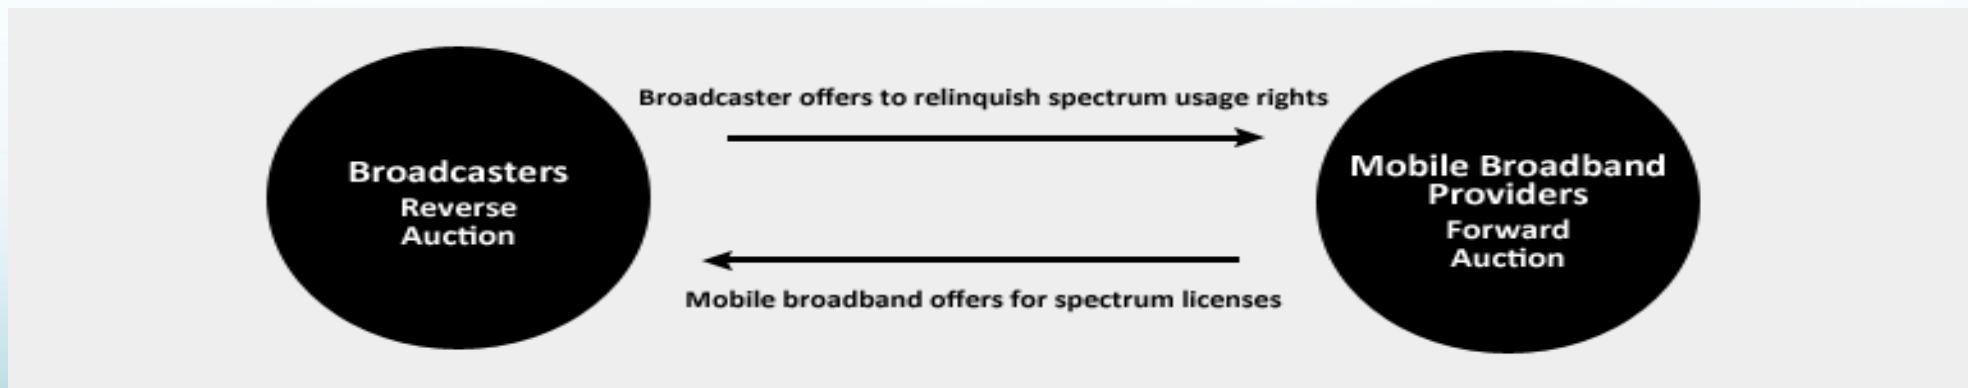 Broadcaster offers to relinquish spectrum usage rights
Broadcasters
Reverse
Auction
Mobile Broadband
Providers
Forward
Auction
Mobile broadband offers for spectrum licenses